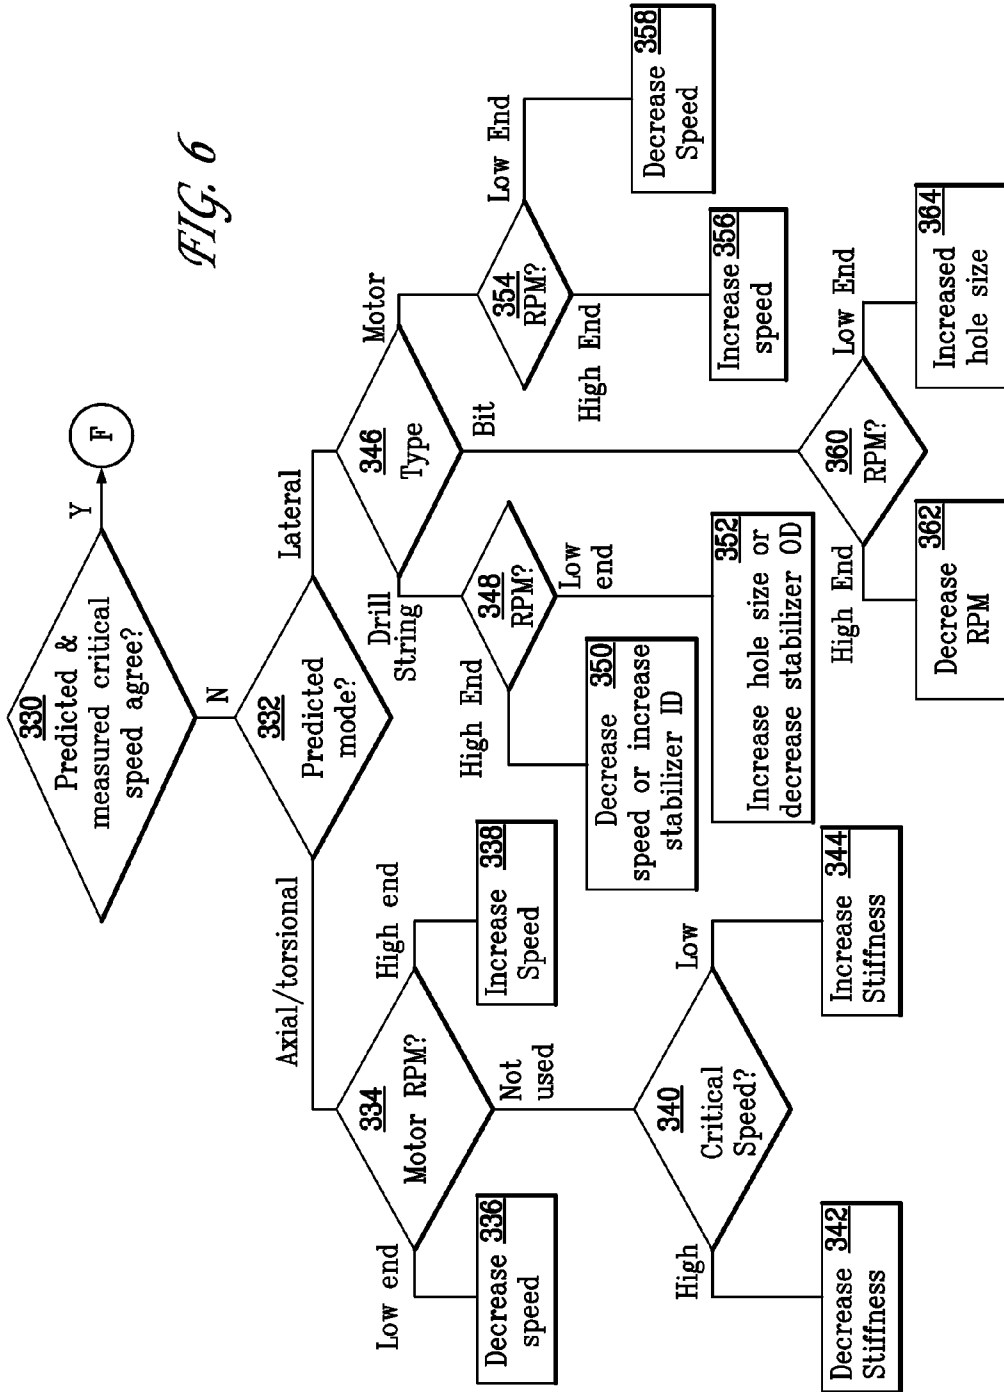 FIG. 6
330
Predicted &
measured critical
speed agree?
Y
F
N
332
Predicted
mode?
Axial/torsional
Lateral
334
Motor RPM?
Low end
High end
Not
used
Decrease 336
speed
Increase 338
Speed
340
Critical
Speed?
High
Low
Decrease 342
Stiffness
Increase 344
Stiffness
346
Type
Drill
String
Motor
Bit
348
RPM?
High End
Low
end
350
Decrease
speed or increase
stabilizer ID
352
Increase hole size or
decrease stabilizer OD
354
RPM?
High End
Low End
Increase 356
speed
Decrease 358
Speed
360
RPM?
High End
Low End
362
Decrease
RPM
364
Increased
hole size